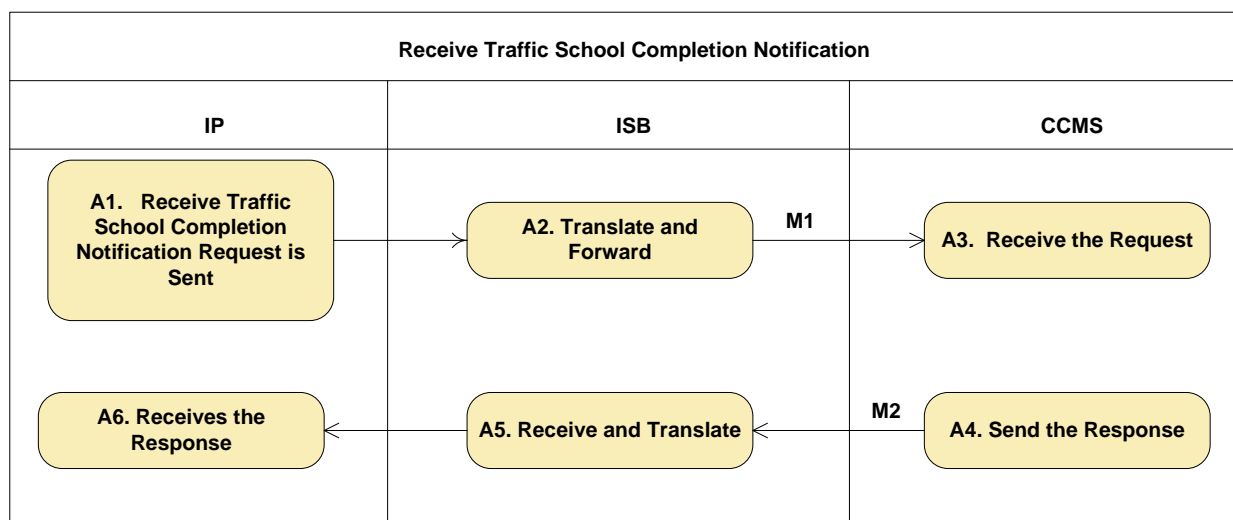 Receive Traffic School Completion Notification
IP
ISB
CCMS
A1.   Receive Traffic
School Completion
Notification Request is
Sent
A2. Translate and
Forward
M1
A3.  Receive the Request
A6. Receives the
Response
A5. Receive and Translate
M2
A4. Send the Response